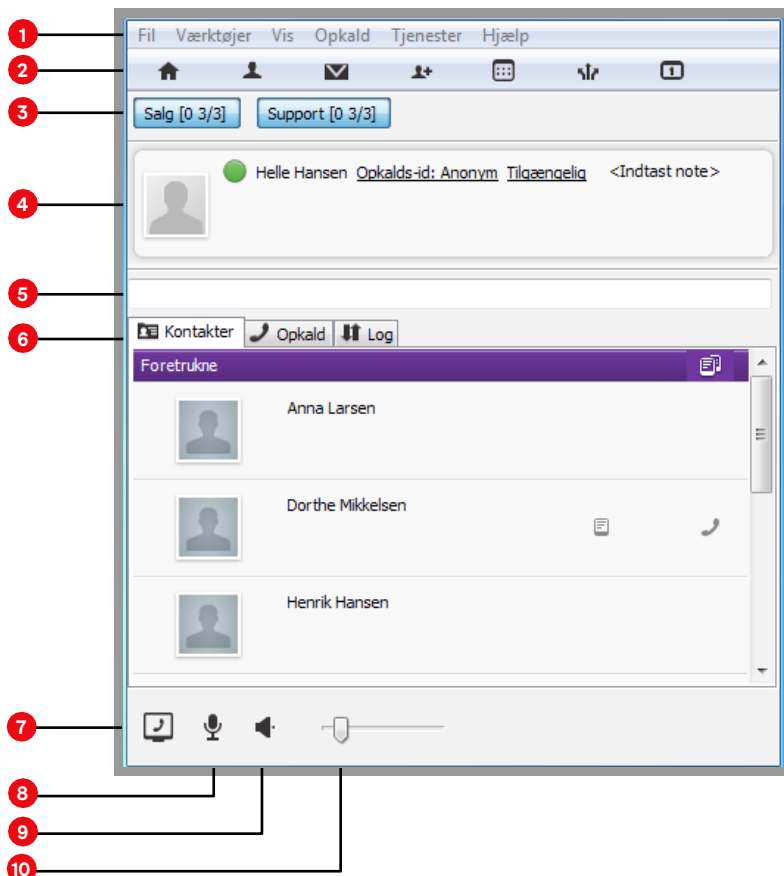 1 Fil Værktøjer Vis Opkald Tjenester Hjælp
2 1
3 Salg [0 3/3] Support [0 3/3]
Helle Hansen Opkalds-id: Anonym Tilgængelig <Indtast note>
4
5
6 Kontakter Opkald Log
Foretrukne
Anna Larsen
Dorthe Mikkelsen
Henrik Hansen
7
8
9
10